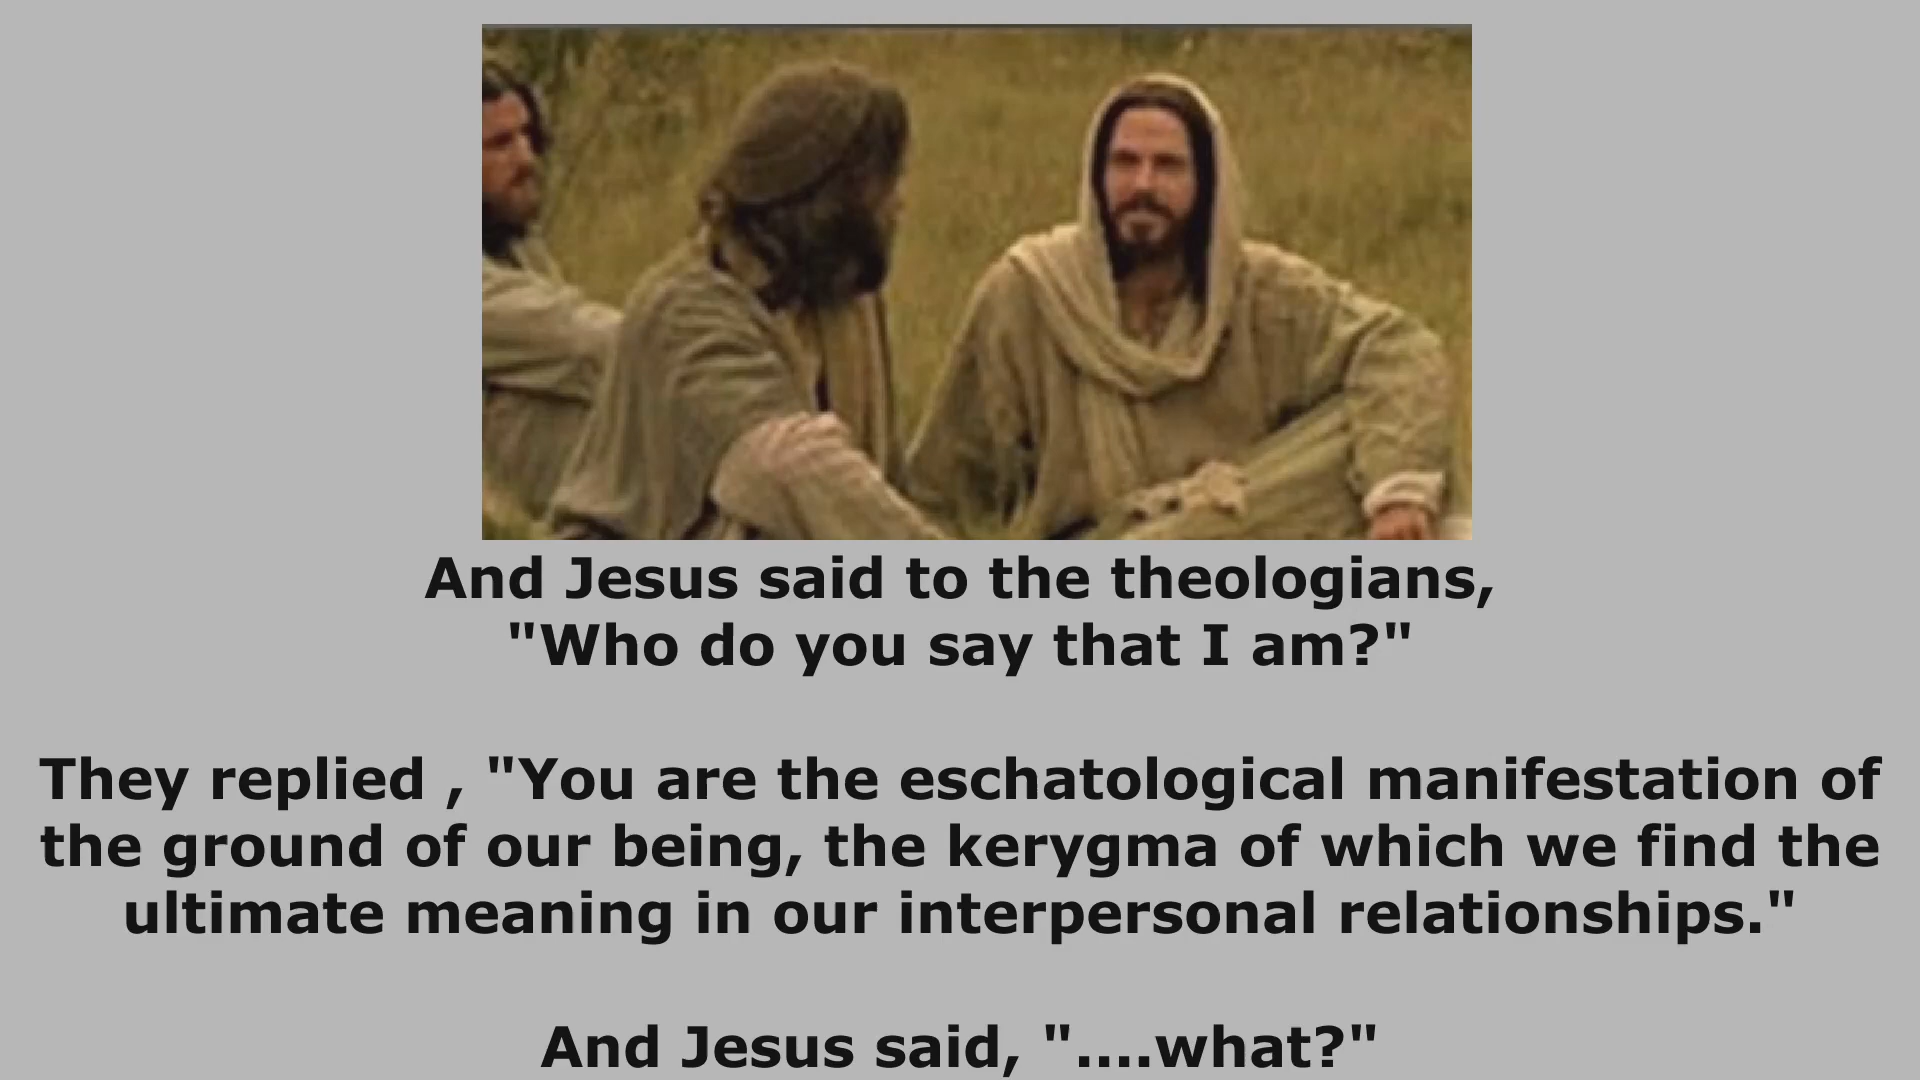 And Jesus said to the theologians,
"Who do you say that I am?"
They replied , "You are the eschatological manifestation of
the ground of our being, the kerygma of which we find the
ultimate meaning in our interpersonal relationships."
And Jesus said, "....what?"